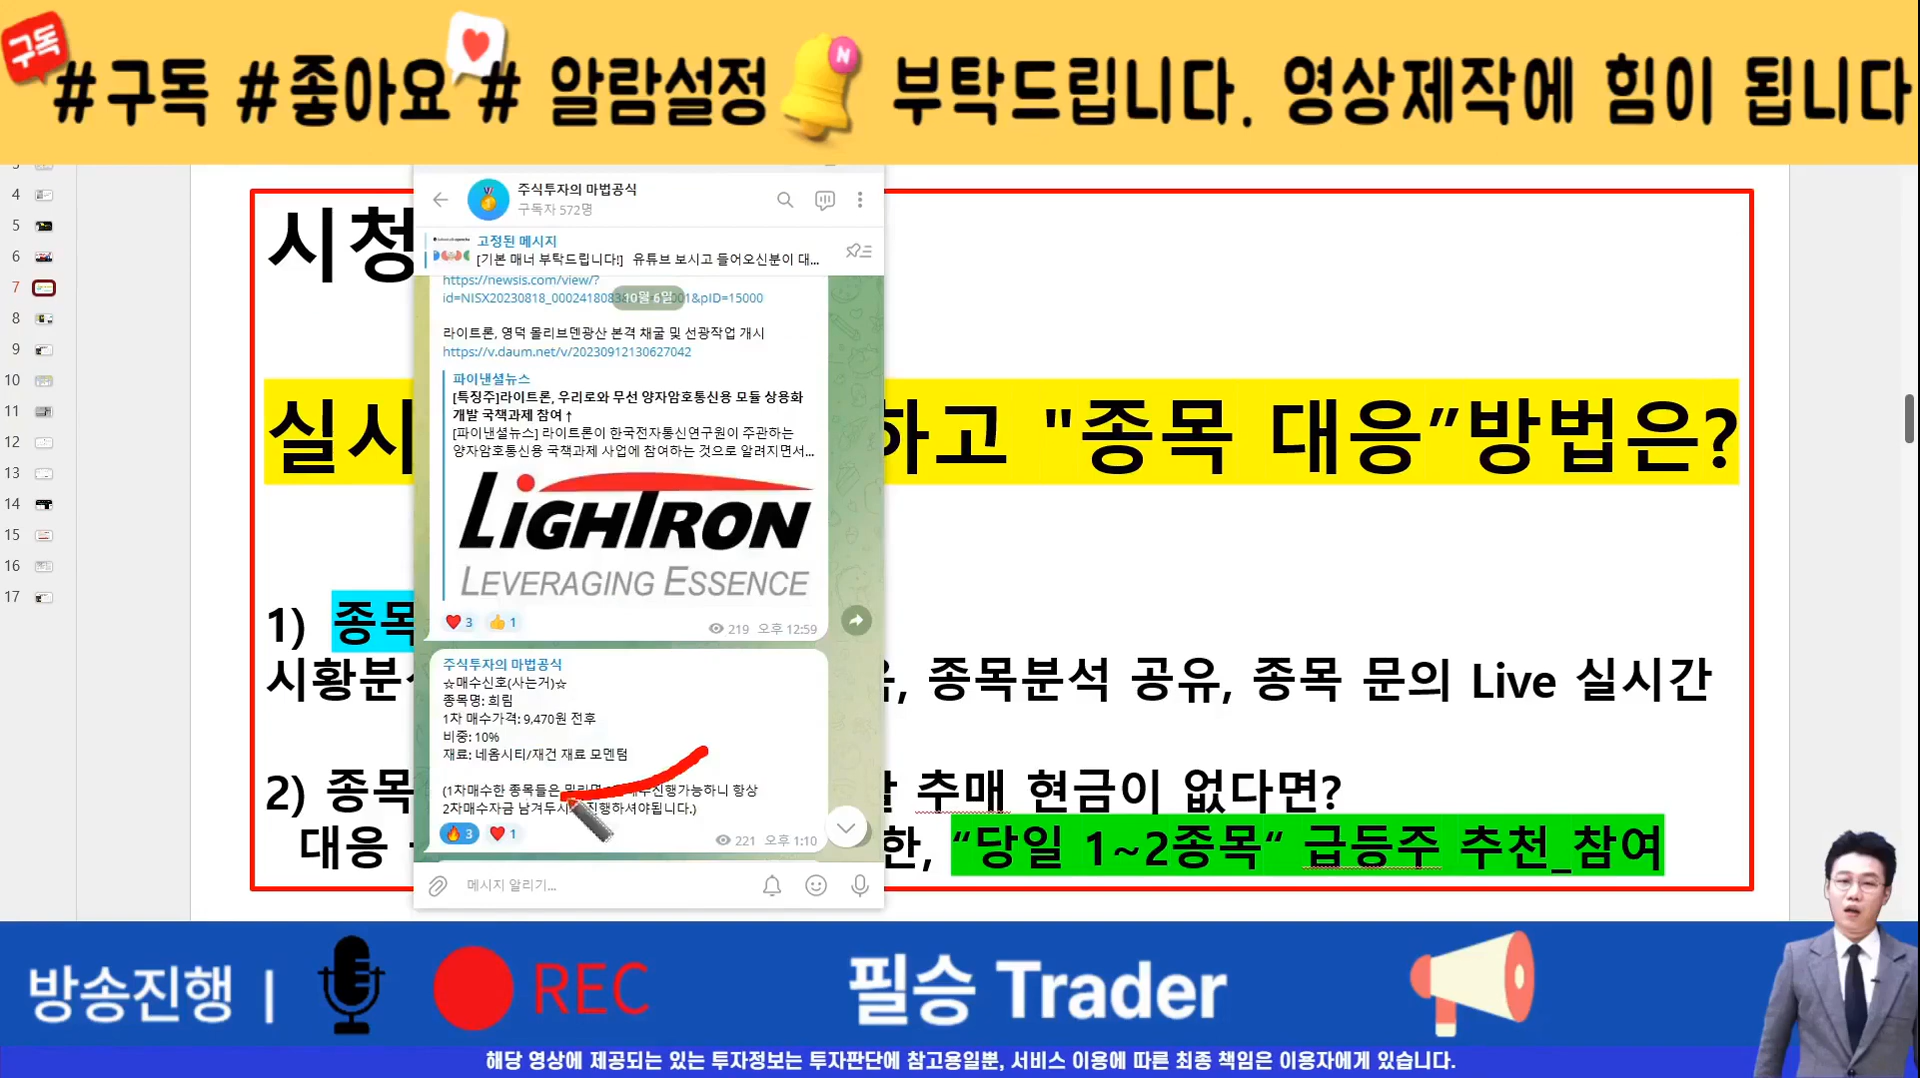 구독
#구독 #좋아요 # 알람설정 N 부탁드립니다. 영상제작에 힘이 됩니다
4
5
6
7
8
9
10
11
12
13
14
15
16
17
시청
실시 하고 "종목 대응”방법은?
1) 종목
시황분 , 종목분석 공유, 종목 문의 Live 실시간
2) 종목 추매 현금이 없다면?
대응 한, “당일 1~2종목“ 급등주 추천_참여
주식투자의 마법공식
구독자 572명
고정된 메시지
[기본 매너 부탁드립니다!] 유튜브 보시고 들어오신분이 대...
https://newsis.com/view/?
id=NISX20230818_000241808 001&pID=15000
10월 6일
라이트론, 영덕 몰리브덴광산 본격 채굴 및 선광작업 개시
https://v.daum.net/v/20230912130627042
파이낸셜뉴스
[특징주]라이트론, 우리로와 무선 양자암호통신용 모듈 상용화
개발 국책과제 참여↑
[파이낸셜뉴스] 라이트론이 한국전자통신연구원이 주관하는
양자암호통신용 국책과제 사업에 참여하는 것으로 알려지면서...
LIGHTRON
LEVERAGING ESSENCE
3 1
219 오후 12:59
주식투자의 마법공식
☆매수신호(사는거)☆
종목명: 희림
1차 매수가격: 9,470원 전후
비중: 10%
재료: 네옴시티/재건 재료 모멘텀
(1차매수한 종목들은 진행가능하니 항상
2차매수자금 남겨두시 진행하셔야됩니다.)
3 1
221 오후 1:10
메시지 알리기...
방송진행 | REC 필승 Trader
해당 영상에 제공되는 있는 투자정보는 투자판단에 참고용일뿐, 서비스 이용에 따른 최종 책임은 이용자에게 있습니다.